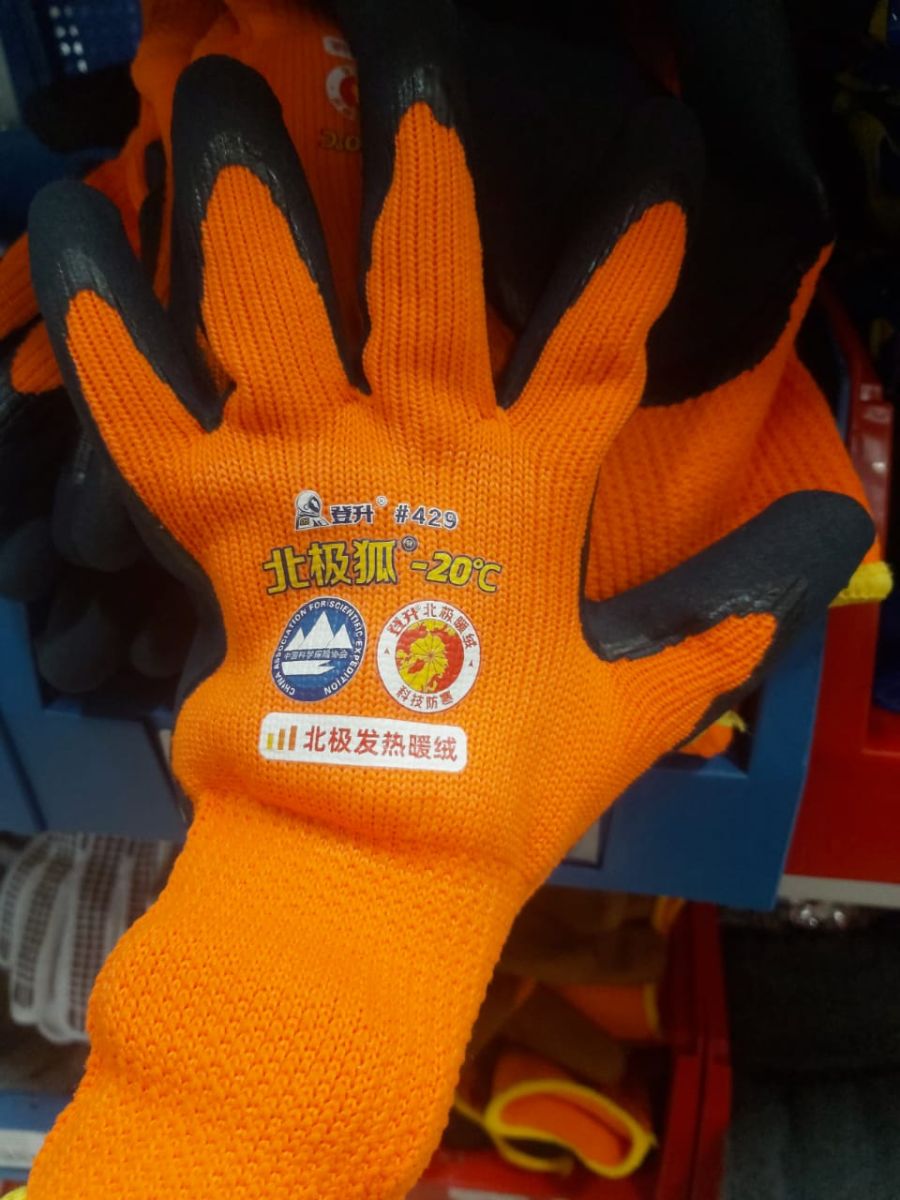 登升® #429
北极狐® -20℃
CHINA ASSOCIATION FOR SCIENTIFIC EXPEDITION
中国科学探险协会
登升®北极暖绒
科技防寒
北极发热暖绒
0℃